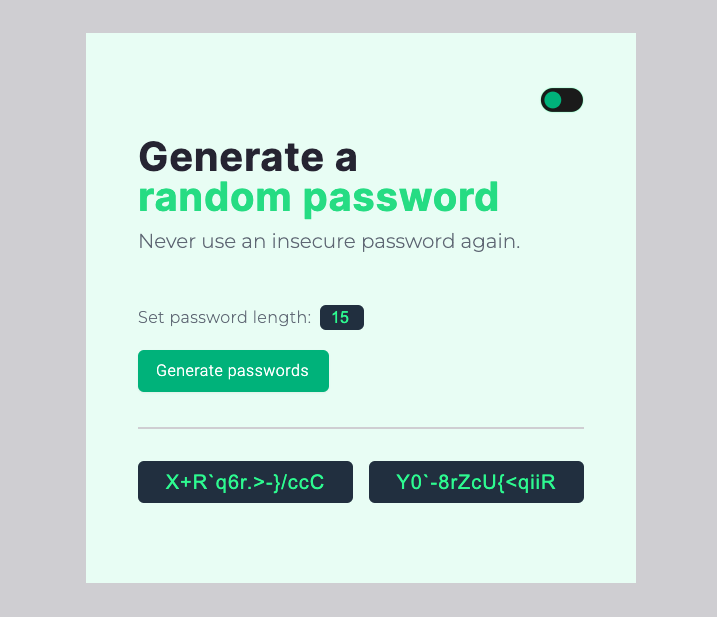 Generate a
random password
Never use an insecure password again.
Set password length: 15
Generate passwords
X+R`q6r.>-}/ccC Y0`-8rZcU{<qiiR